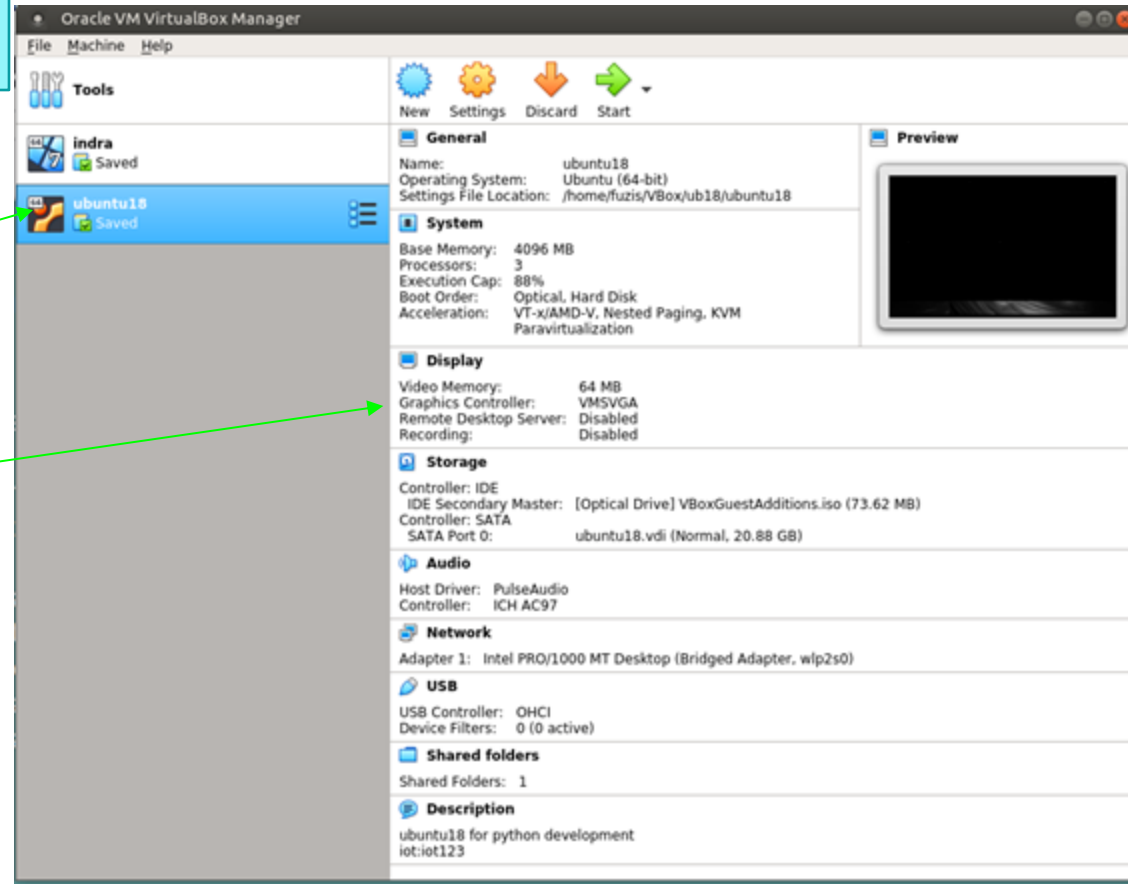 Oracle VM VirtualBox Manager
File Machine Help
Tools
indra
Saved
ubuntu18
Saved
New Settings Discard Start
General
Name: ubuntu18
Operating System: Ubuntu (64-bit)
Settings File Location: /home/fuzis/VBox/ub18/ubuntu18
Preview
System
Base Memory: 4096 MB
Processors: 3
Execution Cap: 88%
Boot Order: Optical, Hard Disk
Acceleration: VT-x/AMD-V, Nested Paging, KVM
Paravirtualization
Display
Video Memory: 64 MB
Graphics Controller: VMSVGA
Remote Desktop Server: Disabled
Recording: Disabled
Storage
Controller: IDE
IDE Secondary Master: [Optical Drive] VBoxGuestAdditions.iso (73.62 MB)
Controller: SATA
SATA Port 0: ubuntu18.vdi (Normal, 20.88 GB)
Audio
Host Driver: PulseAudio
Controller: ICH AC97
Network
Adapter 1: Intel PRO/1000 MT Desktop (Bridged Adapter, wlp2s0)
USB
USB Controller: OHCI
Device Filters: 0 (0 active)
Shared folders
Shared Folders: 1
Description
ubuntu18 for python development
iot:iot123